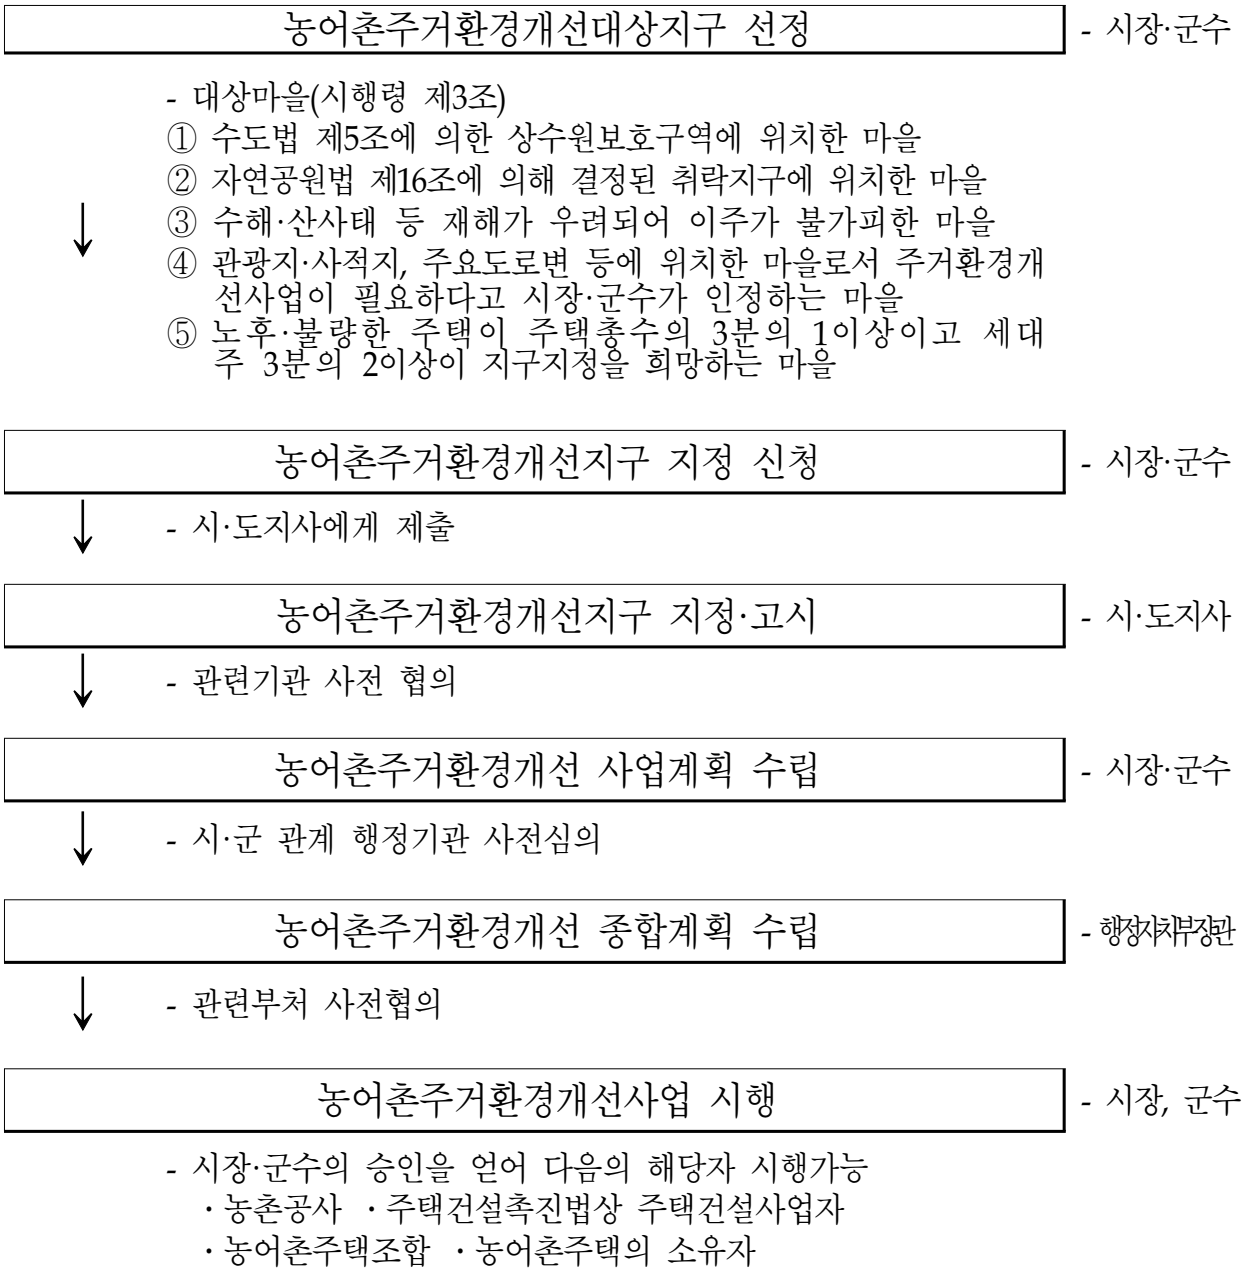 농어촌주거환경개선대상지구 선정 - 시장·군수
- 대상마을(시행령 제3조)
① 수도법 제5조에 의한 상수원보호구역에 위치한 마을
② 자연공원법 제16조에 의해 결정된 취락지구에 위치한 마을
③ 수해·산사태 등 재해가 우려되어 이주가 불가피한 마을
④ 관광지·사적지, 주요도로변 등에 위치한 마을로서 주거환경개
선사업이 필요하다고 시장·군수가 인정하는 마을
⑤ 노후·불량한 주택이 주택총수의 3분의 1이상이고 세대
주 3분의 2이상이 지구지정을 희망하는 마을
농어촌주거환경개선지구 지정 신청 - 시장·군수
- 시·도지사에게 제출
농어촌주거환경개선지구 지정·고시 - 시·도지사
- 관련기관 사전 협의
농어촌주거환경개선 사업계획 수립 - 시장·군수
- 시·군 관계 행정기관 사전심의
농어촌주거환경개선 종합계획 수립 - 행정자치부장관
- 관련부처 사전협의
농어촌주거환경개선사업 시행 - 시장, 군수
- 시장·군수의 승인을 얻어 다음의 해당자 시행가능
·농촌공사 ·주택건설촉진법상 주택건설사업자
·농어촌주택조합 ·농어촌주택의 소유자